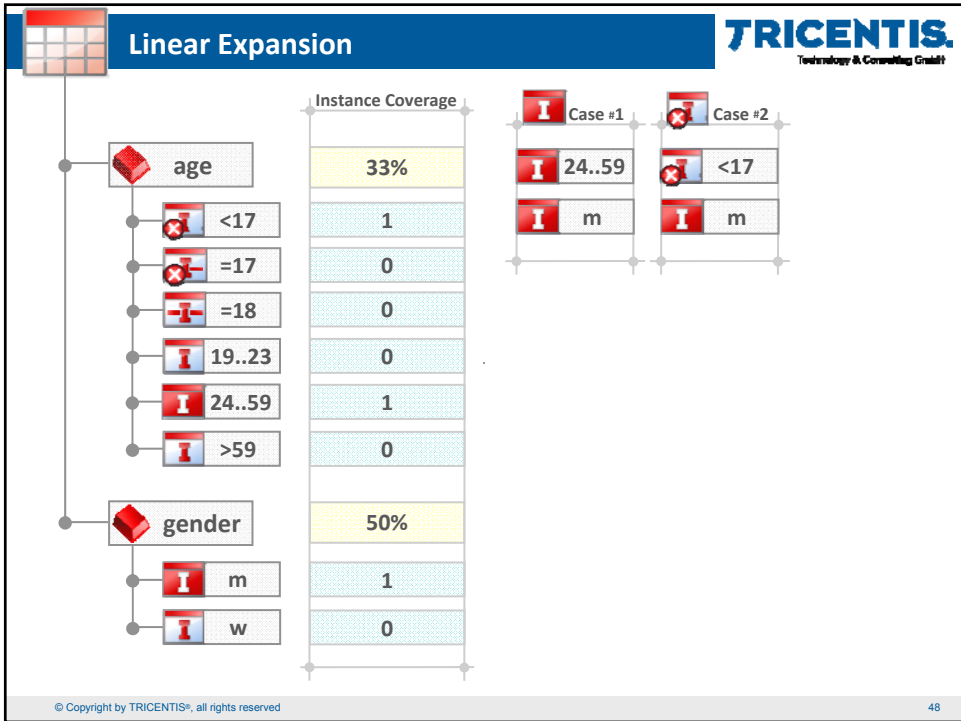 Linear Expansion
TRICENTIS.
Technology & Consulting GmbH
Instance Coverage
Case #1
Case #2
age
33%
24..59
<17
<17
1
m
m
=17
0
=18
0
19..23
0
24..59
1
>59
0
gender
50%
m
1
w
0
© Copyright by TRICENTIS®, all rights reserved
48